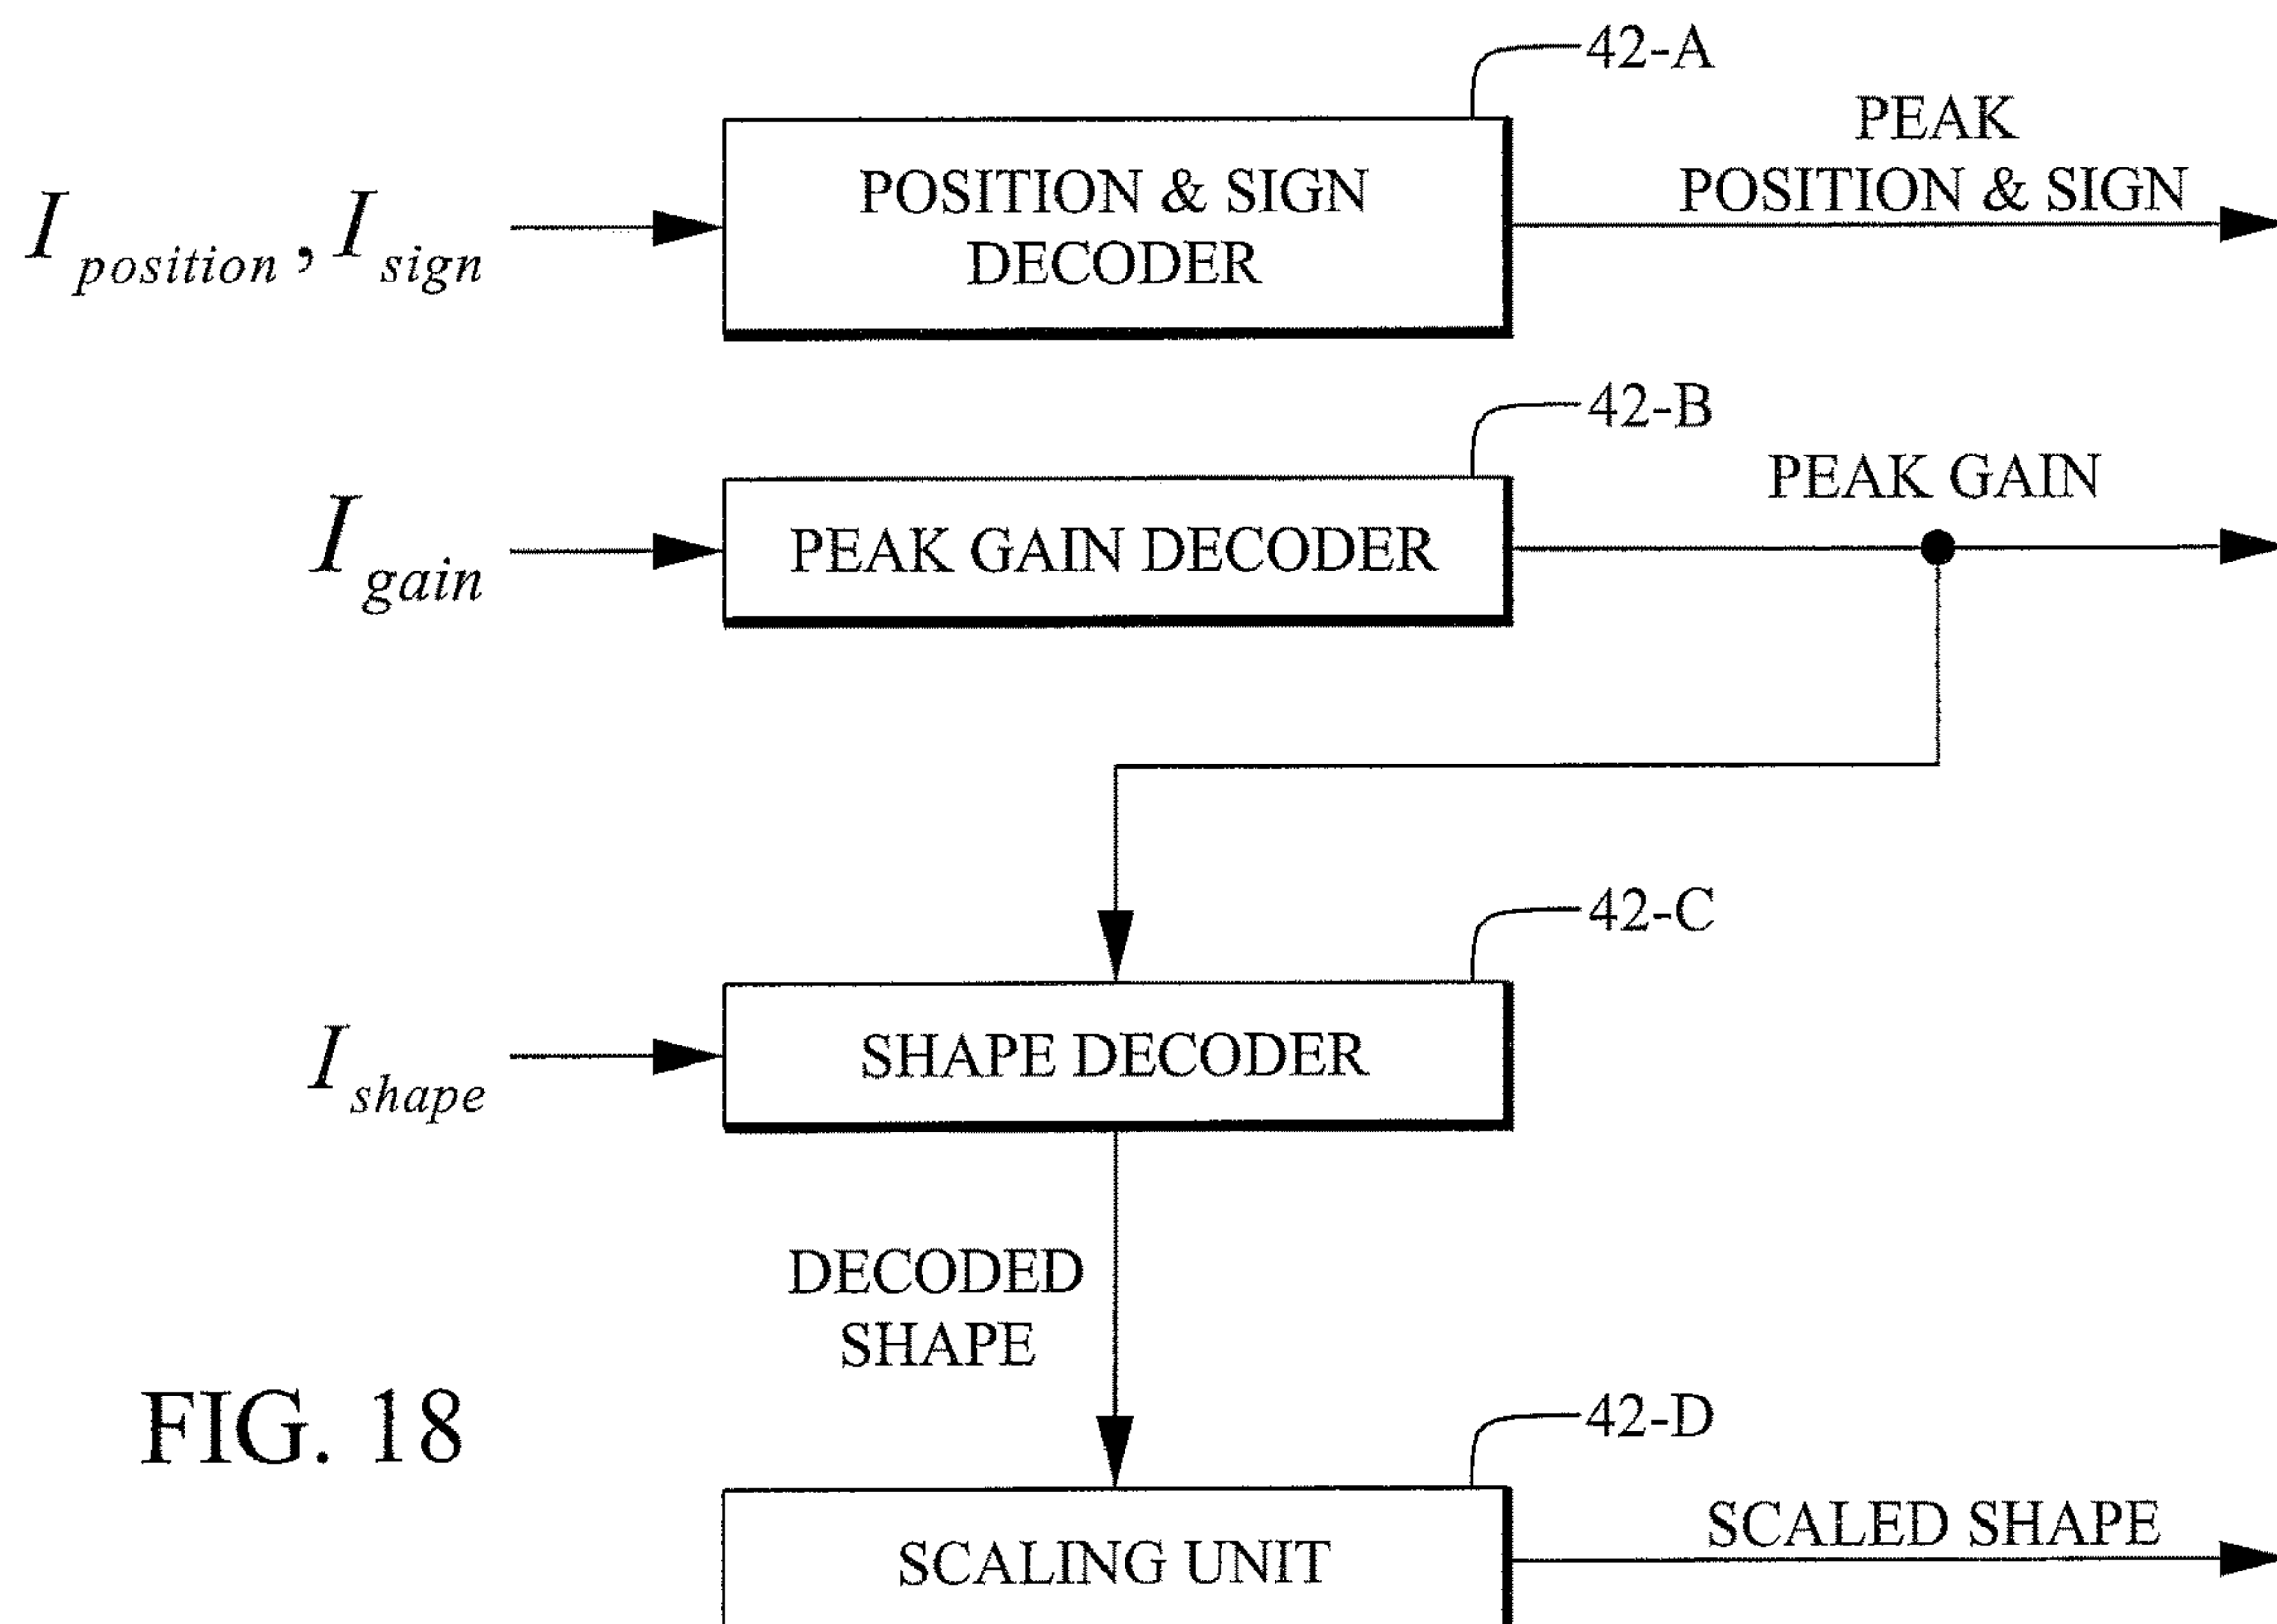 42-A
PEAK
POSITION & SIGN
I position , I sign
POSITION & SIGN
DECODER
42-B
PEAK GAIN
I gain
PEAK GAIN DECODER
42-C
I shape
SHAPE DECODER
DECODED
SHAPE
42-D
FIG. 18
SCALING UNIT
SCALED SHAPE